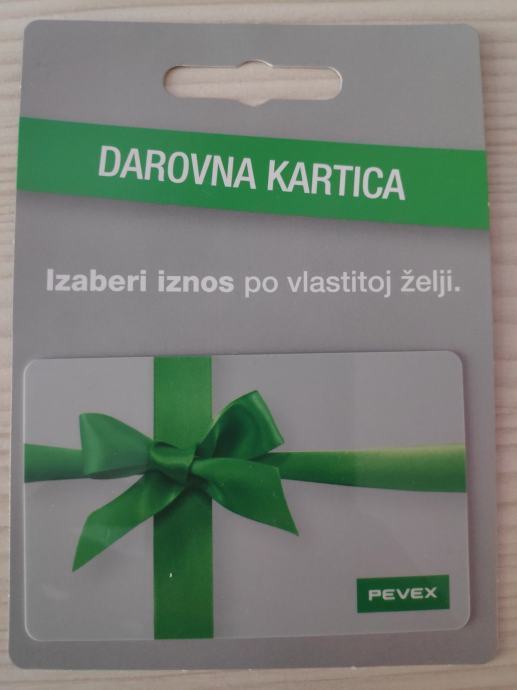 DAROVNA KARTICA
Izaberi iznos po vlastitoj želji.
PEVEX